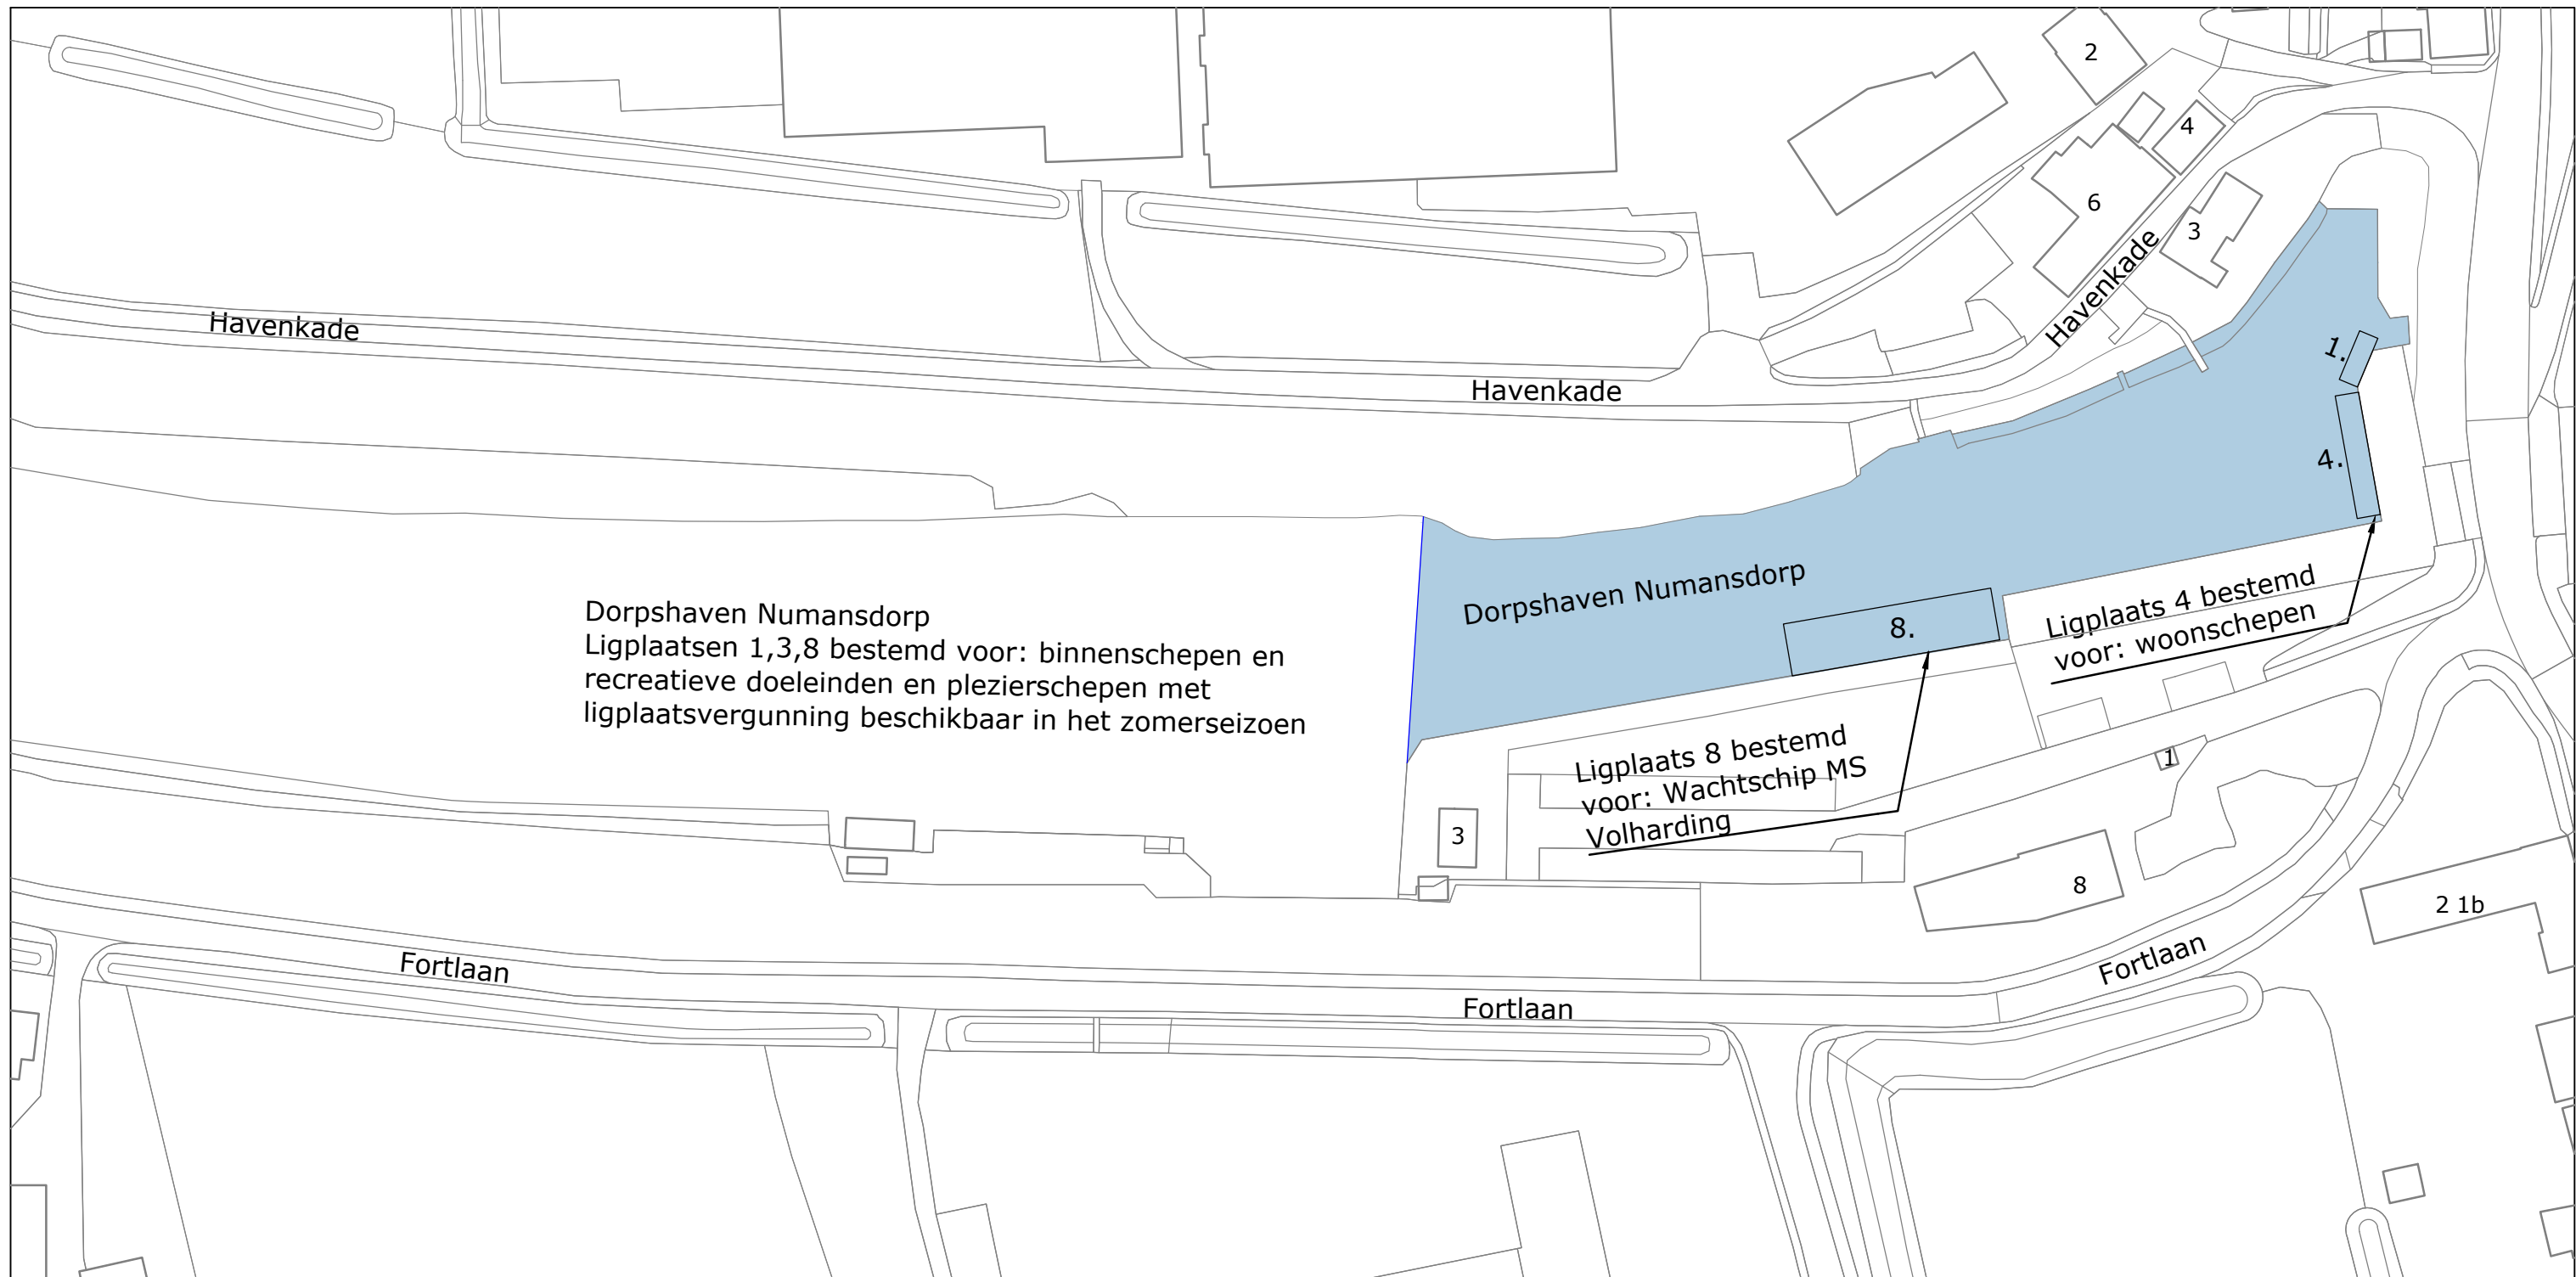 2
4
6
3
Havenkade
Havenkade
Havenkade
1.
4.
Dorpshaven Numansdorp
8.
Dorpshaven Numansdorp
Ligplaatsen 1,3,8 bestemd voor: binnenschepen en
recreatieve doeleinden en plezierschepen met
ligplaatsvergunning beschikbaar in het zomerseizoen
Ligplaats 4 bestemd
voor: woonschepen
Ligplaats 8 bestemd
voor: Wachtschip MS
Volharding
1
3
8
2 1b
Fortlaan
Fortlaan
Fortlaan